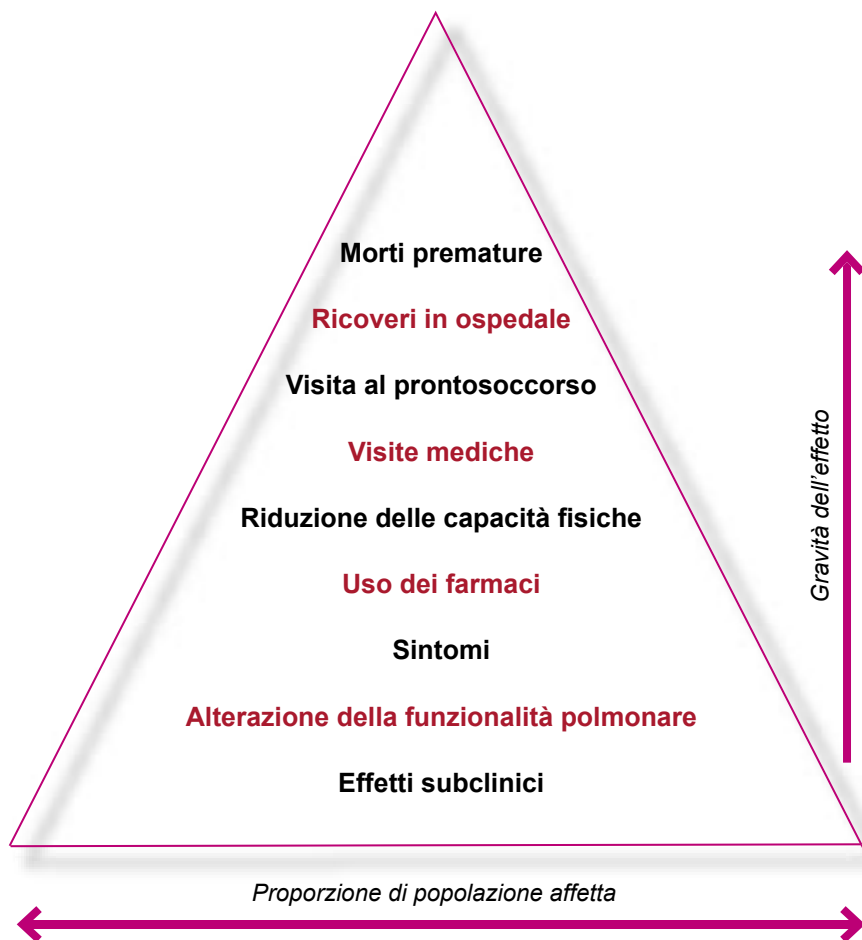 Morti premature
Ricoveri in ospedale
Visita al prontosoccorso
Visite mediche
Riduzione delle capacità fisiche
Uso dei farmaci
Sintomi
Alterazione della funzionalità polmonare
Effetti subclinici
Gravità dell'effetto
Proporzione di popolazione affetta